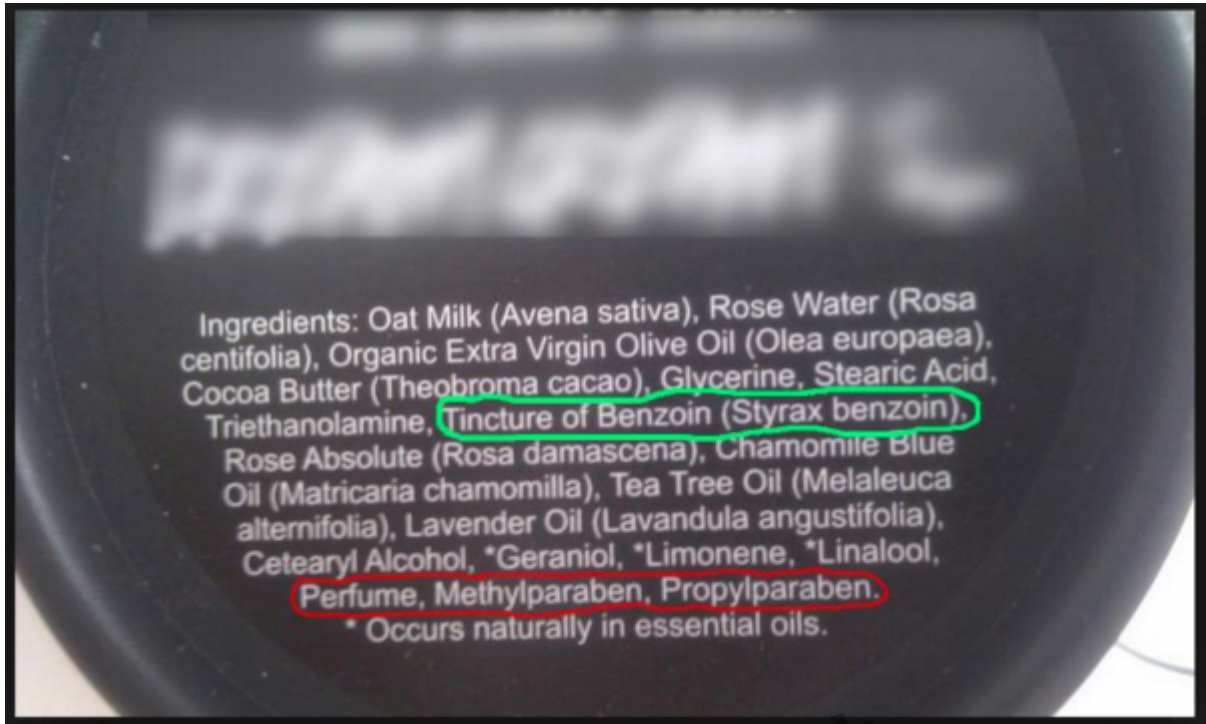 Ingredients: Oat Milk (Avena sativa), Rose Water (Rosa
centifolia), Organic Extra Virgin Olive Oil (Olea europaea),
Cocoa Butter (Theobroma cacao), Glycerine, Stearic Acid,
Triethanolamine, Tincture of Benzoin (Styrax benzoin),
Rose Absolute (Rosa damascena), Chamomile Blue
Oil (Matricaria chamomilla), Tea Tree Oil (Melaleuca
alternifolia), Lavender Oil (Lavandula angustifolia),
Cetearyl Alcohol, *Geraniol, *Limonene, *Linalool,
Perfume, Methylparaben, Propylparaben.
* Occurs naturally in essential oils.